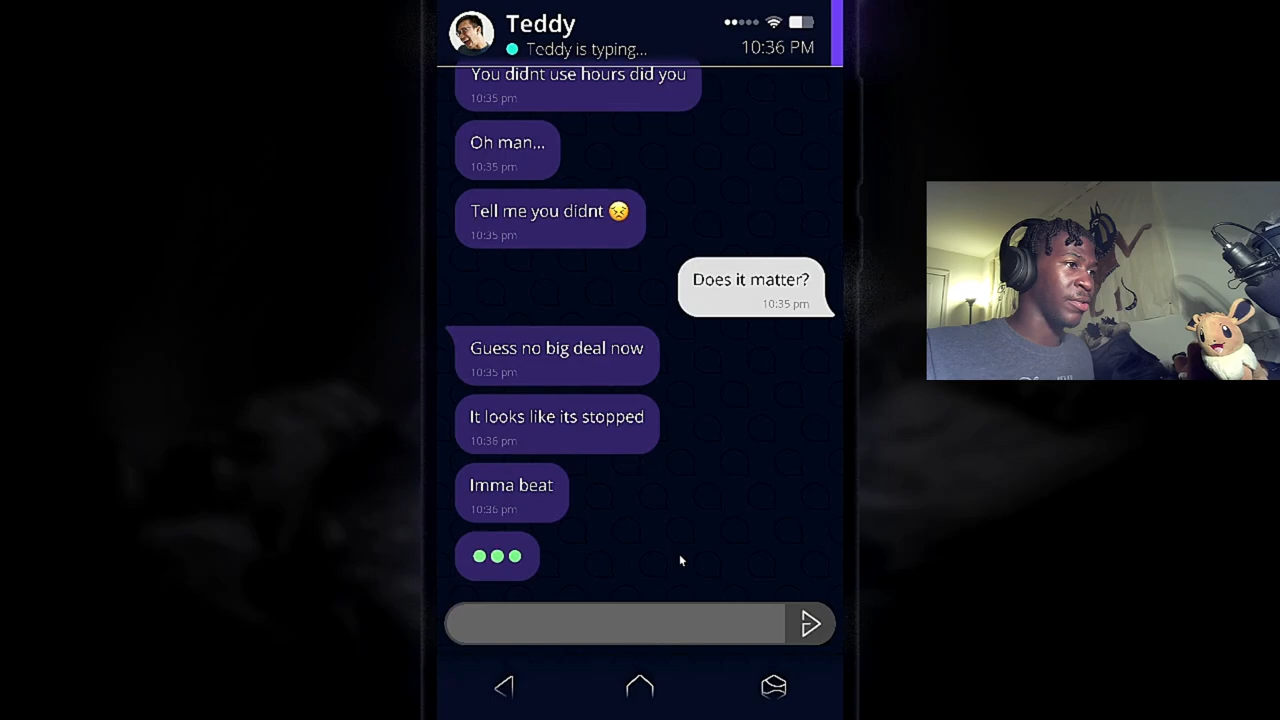 Teddy
Teddy is typing...
10:36 PM
You didnt use hours did you
10:35 pm
Oh man...
10:35 pm
Tell me you didnt 😣
10:35 pm
Does it matter?
10:35 pm
Guess no big deal now
10:35 pm
It looks like its stopped
10:36 pm
Imma beat
10:36 pm